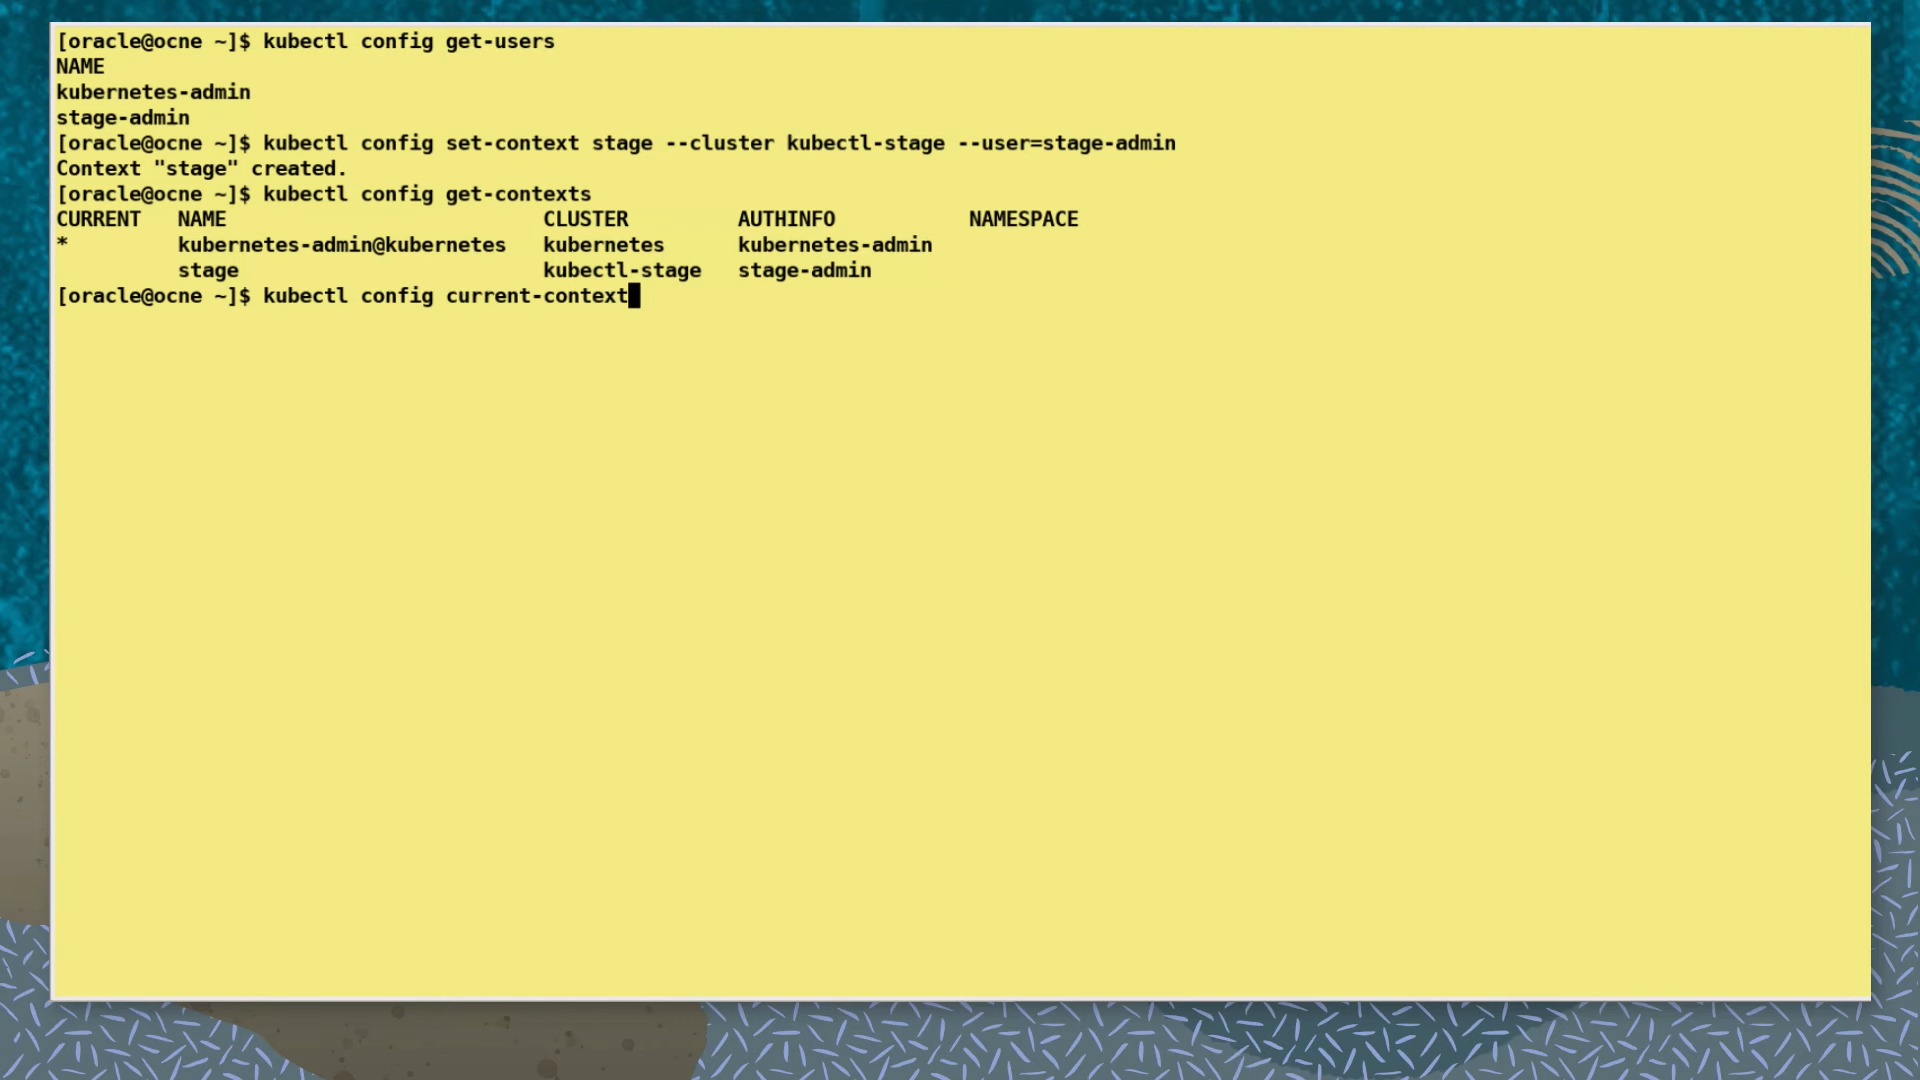 [oracle@ocne ~]$ kubectl config get-users
NAME
kubernetes-admin
stage-admin
[oracle@ocne ~]$ kubectl config set-context stage --cluster kubectl-stage --user=stage-admin
Context "stage" created.
[oracle@ocne ~]$ kubectl config get-contexts
CURRENT   NAME                          CLUSTER         AUTHINFO           NAMESPACE
*         kubernetes-admin@kubernetes   kubernetes      kubernetes-admin
          stage                         kubectl-stage   stage-admin
[oracle@ocne ~]$ kubectl config current-context